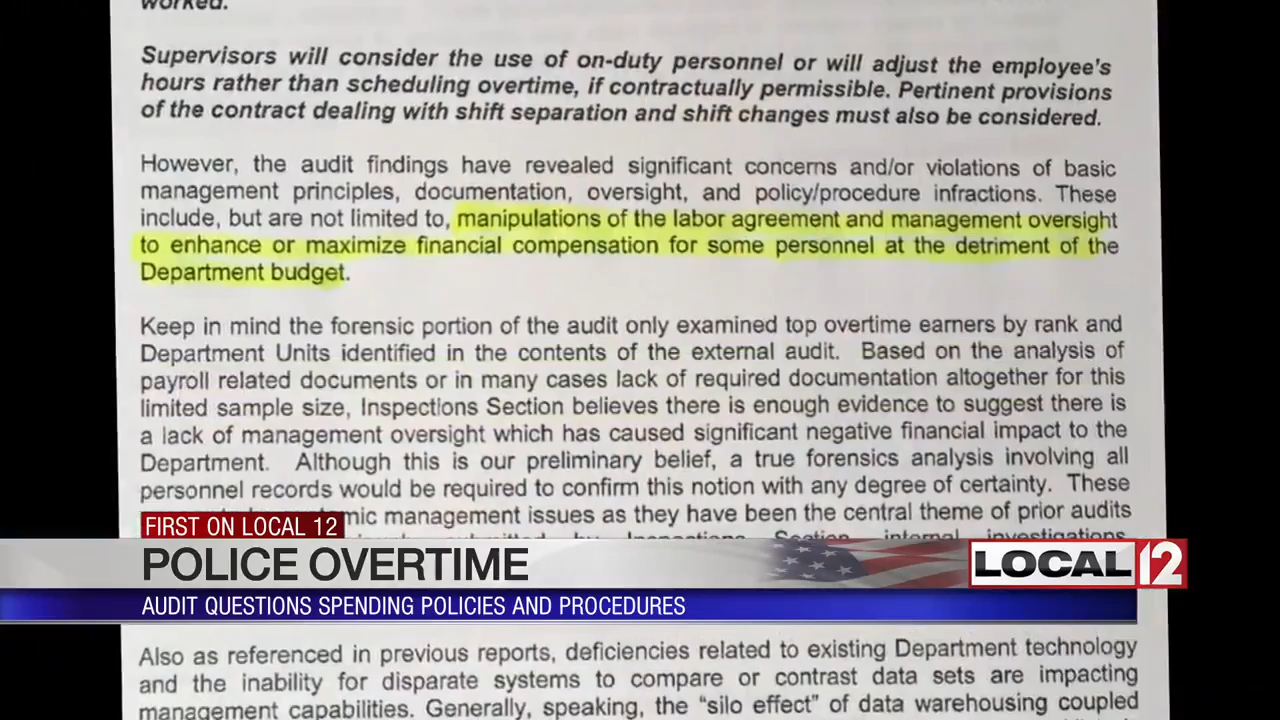 worked.
Supervisors will consider the use of on-duty personnel or will adjust the employee's
hours rather than scheduling overtime, if contractually permissible. Pertinent provisions
of the contract dealing with shift separation and shift changes must also be considered.
However, the audit findings have revealed significant concerns and/or violations of basic
management principles, documentation, oversight, and policy/procedure infractions. These
include, but are not limited to, manipulations of the labor agreement and management oversight
to enhance or maximize financial compensation for some personnel at the detriment of the
Department budget.
Keep in mind the forensic portion of the audit only examined top overtime earners by rank and
Department Units identified in the contents of the external audit. Based on the analysis of
payroll related documents or in many cases lack of required documentation altogether for this
limited sample size, Inspections Section believes there is enough evidence to suggest there is
a lack of management oversight which has caused significant negative financial impact to the
Department. Although this is our preliminary belief, a true forensics analysis involving all
personnel records would be required to confirm this notion with any degree of certainty. These
management issues as they have been the central theme of prior audits
by Inspections Section internal investigations
FIRST ON LOCAL 12
POLICE OVERTIME
LOCAL 12
AUDIT QUESTIONS SPENDING POLICIES AND PROCEDURES
Also as referenced in previous reports, deficiencies related to existing Department technology
and the inability for disparate systems to compare or contrast data sets are impacting
management capabilities. Generally, speaking, the "silo effect" of data warehousing coupled